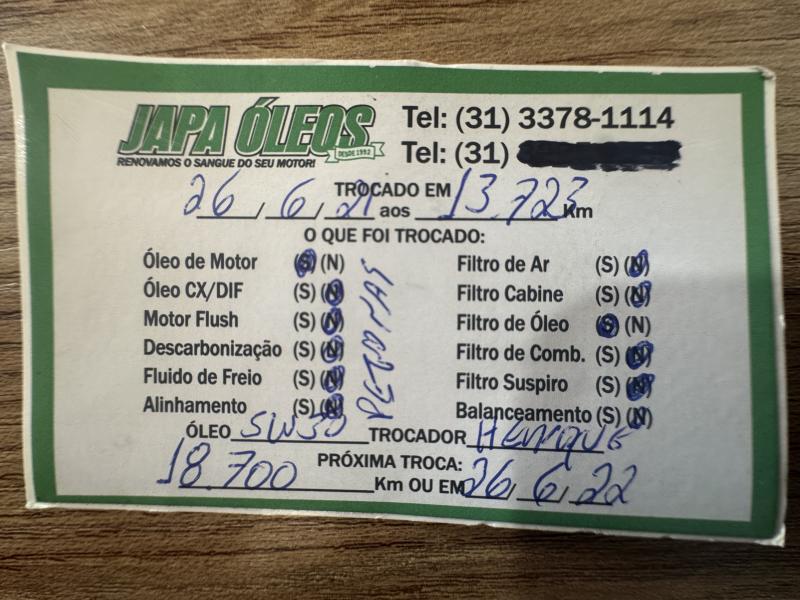 JAPA ÓLEOS
DESDE 1992
RENOVAMOS O SANGUE DO SEU MOTOR!
Tel: (31) 3378-1114
Tel: (31)
26/6/21 TROCADO EM aos 13.723 Km
O QUE FOI TROCADO:
Óleo de Motor (S) (N) Filtro de Ar (S) (N)
Óleo CX/DIF (S) (N) Filtro Cabine (S) (N)
Motor Flush (S) (N) Filtro de Óleo (S) (N)
Descarbonização (S) (N) Filtro de Comb. (S) (N)
Fluido de Freio (S) (N) Filtro Suspiro (S) (N)
Alinhamento (S) (N) Balanceamento (S) (N)
PETONAS
ÓLEO 5W30 TROCADOR HENRIQUE
PRÓXIMA TROCA:
18.700 Km OU EM 26/6/22